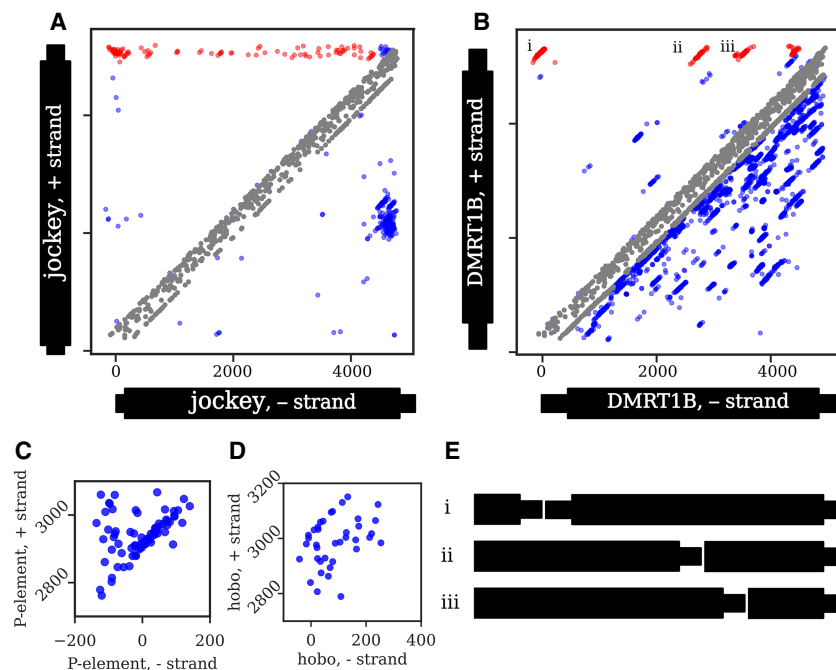 A
jockey, + strand
0
2000
4000
jockey, – strand
B
i
ii
iii
DMRT1B, + strand
0
2000
4000
DMRT1B, – strand
C
P-element, + strand
3000
2800
−200
0
200
P-element, - strand
D
hobo, + strand
3200
3000
2800
0
200
400
hobo, - strand
E
i
ii
iii